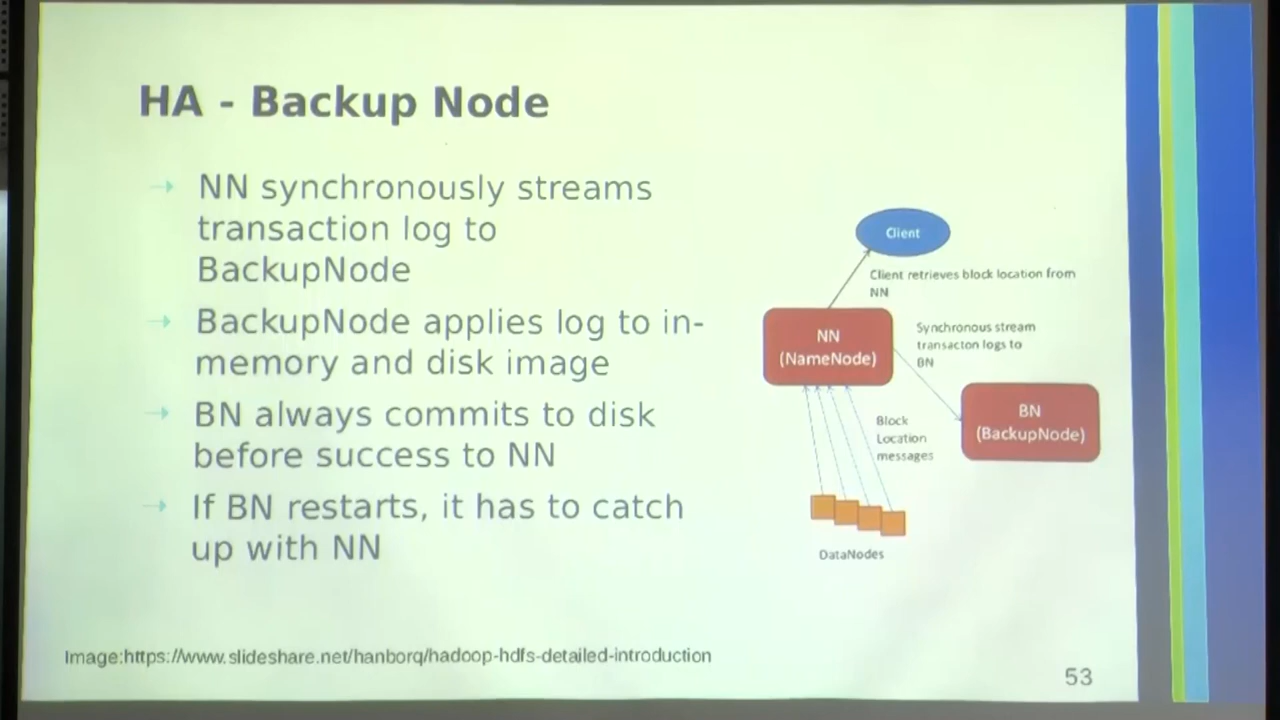 HA - Backup Node
NN synchronously streams
transaction log to
BackupNode
BackupNode applies log to in-
memory and disk image
BN always commits to disk
before success to NN
If BN restarts, it has to catch
up with NN
Client
Client retrieves block location from
NN
NN
(NameNode)
Synchronous stream
transacton logs to
BN
BN
(BackupNode)
Block
Location
messages
DataNodes
Image:https://www.slideshare.net/hanborq/hadoop-hdfs-detailed-introduction
53